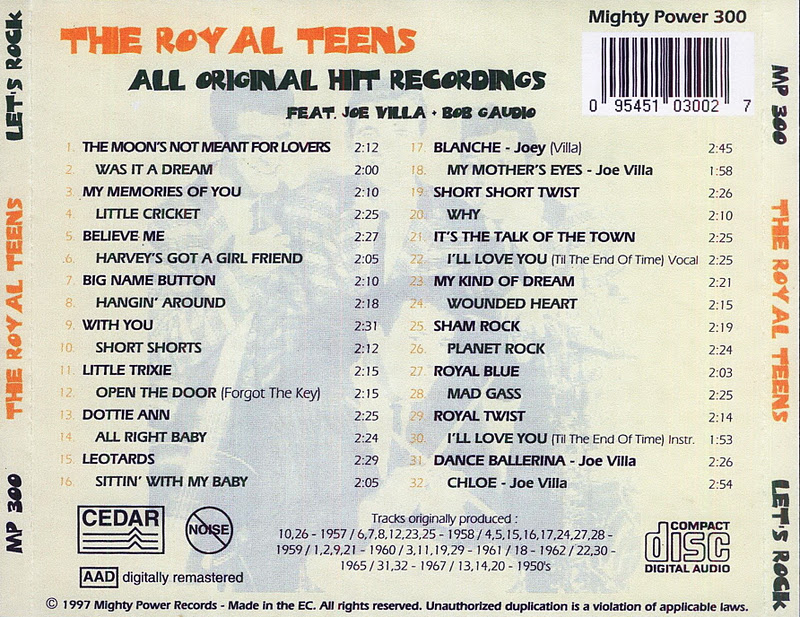 LET'S ROCK
THE ROYAL TEENS
MP 300
THE ROYAL TEENS
ALL ORIGINAL HIT RECORDINGS
FEAT. JOE VILLA + BOB GAUDIO
Mighty Power 300
0 95451 03002 7
1. THE MOON'S NOT MEANT FOR LOVERS 2:12
2. WAS IT A DREAM 2:00
3. MY MEMORIES OF YOU 2:10
4. LITTLE CRICKET 2:25
5. BELIEVE ME 2:27
.6. HARVEY'S GOT A GIRL FRIEND 2:05
7. BIG NAME BUTTON 2:10
8. HANGIN' AROUND 2:18
9. WITH YOU 2:31
10. SHORT SHORTS 2:12
11. LITTLE TRIXIE 2:15
12. OPEN THE DOOR (Forgot The Key) 2:15
13. DOTTIE ANN 2:25
14. ALL RIGHT BABY 2:24
15. LEOTARDS 2:29
16. SITTIN' WITH MY BABY 2:05
17. BLANCHE - Joey (Villa) 2:45
18. MY MOTHER'S EYES - Joe Villa 1:58
19. SHORT SHORT TWIST 2:26
20. WHY 2:10
21. IT'S THE TALK OF THE TOWN 2:25
22. I'LL LOVE YOU (Til The End Of Time) Vocal 2:25
23. MY KIND OF DREAM 2:21
24. WOUNDED HEART 2:15
25. SHAM ROCK 2:19
26. PLANET ROCK 2:24
27. ROYAL BLUE 2:03
28. MAD GASS 2:25
29. ROYAL TWIST 2:14
30. I'LL LOVE YOU (Til The End Of Time) Instr. 1:53
31. DANCE BALLERINA - Joe Villa 2:26
32. CHLOE - Joe Villa 2:54
CEDAR
NOISE
AAD digitally remastered
Tracks originally produced :
10,26 - 1957 / 6,7,8,12,23,25 - 1958 / 4,5,15,16,17,24,27,28 -
1959 / 1,2,9,21 - 1960 / 3,11,19,29 - 1961 / 18 - 1962 / 22,30 -
1965 / 31,32 - 1967 / 13,14,20 - 1950's
COMPACT
disc
DIGITAL AUDIO
© 1997 Mighty Power Records - Made in the EC. All rights reserved. Unauthorized duplication is a violation of applicable laws.
MP 300
THE ROYAL TEENS
LET'S ROCK